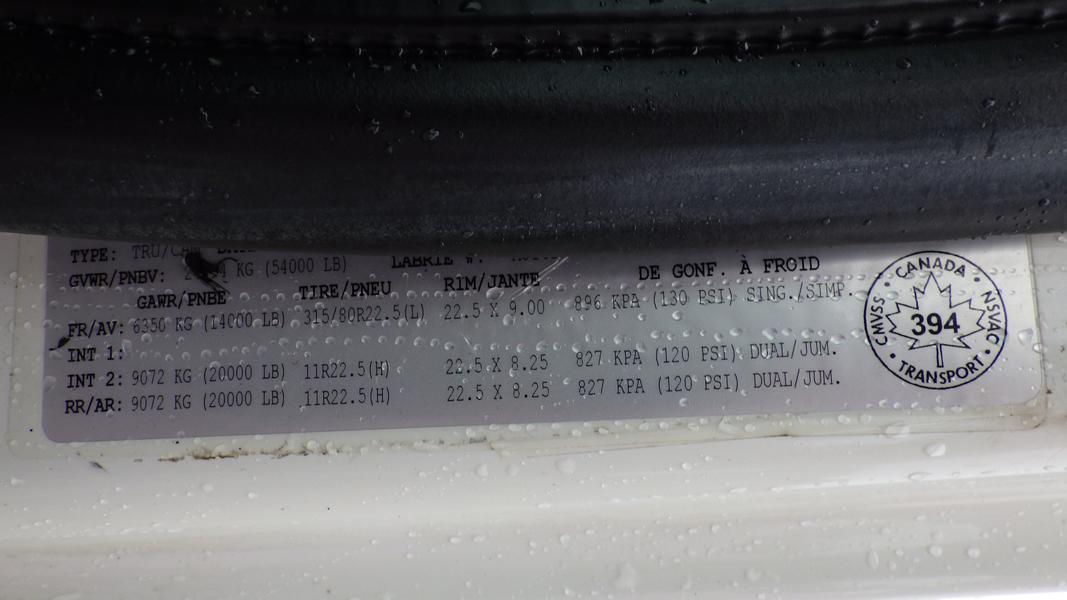 TYPE: TRU/CAM
LABRIE W.
GVWR/PNBV: KG (54000 LB)
GAWR/PNBE TIRE/PNEU RIM/JANTE DE GONF. À FROID
FR/AV: 6350 KG (14000 LB) 315/80R22.5(L) 22.5 X 9.00 896 KPA (130 PSI) SING./SIMP.
INT 1:
INT 2: 9072 KG (20000 LB) 11R22.5(H) 22.5 X 8.25 827 KPA (120 PSI) DUAL/JUM.
RR/AR: 9072 KG (20000 LB) 11R22.5(H) 22.5 X 8.25 827 KPA (120 PSI) DUAL/JUM.
CANADA
CMVSS 394 NSVAC
TRANSPORT